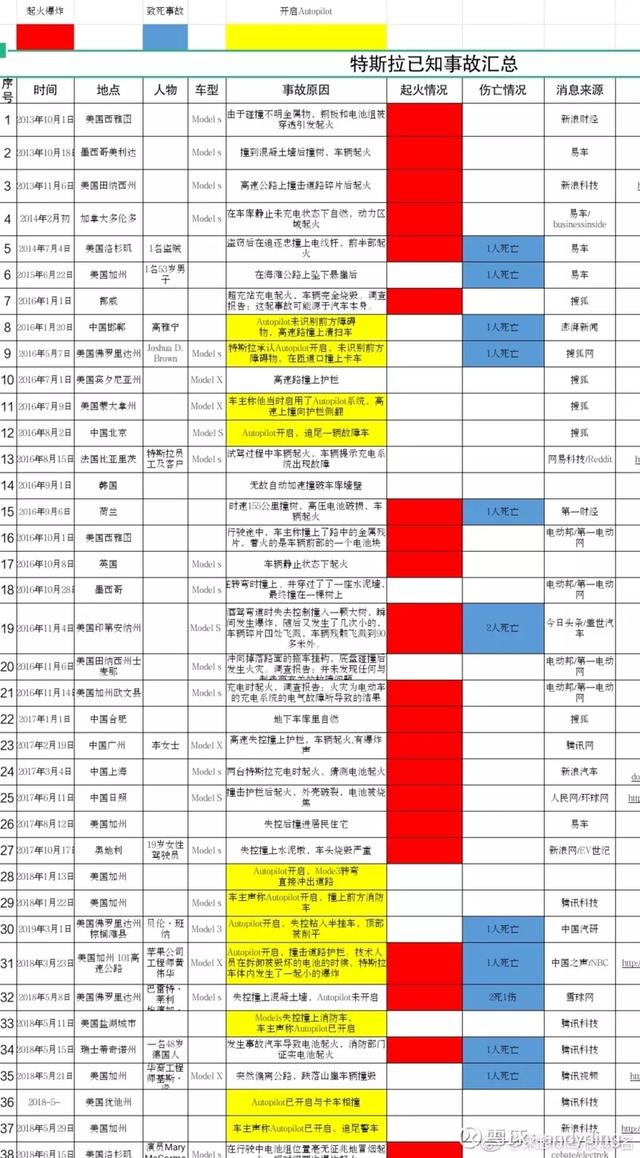 起火爆炸 致死事故 开启Autopilot
特斯拉已知事故汇总
序号 时间 地点 人物 车型 事故原因 起火情况 伤亡情况 消息来源
1 2013年10月1日 美国西雅图 Model s 由于碰撞不明金属物，钢板和电池组被穿透引发起火 新浪财经
2 2013年10月18日 墨西哥美利达 Model s 撞到混凝土墙后撞树，车辆起火 易车
3 2013年11月6日 美国田纳西州 Model s 高速公路上撞击道路碎片后起火 新浪科技
4 2014年2月初 加拿大多伦多 Model s 在车库静止未充电状态下自燃，动力区域起火 易车/businessinside
5 2014年7月4日 美国洛杉矶 1名盗贼 Model s 盗窃后在追逐忠撞上电线杆，前半部起火 1人死亡 易车
6 2015年6月22日 美国加州 1名53岁男子 在海滩公路上坠下悬崖后 1人死亡 易车
7 2016年1月1日 挪威 超充站充电起火，车辆完全烧毁。调查报告：这起事故可能源于汽车本身。 搜狐
8 2016年1月20日 中国邯郸 高雅宁 Autopilot未识别前方障碍物，高速路撞上清扫车 1人死亡 澎湃新闻
9 2016年5月7日 美国佛罗里达州 Joshua D. Brown Model s 特斯拉承认Autopilot开启，未识别前方障碍物，在匝道口撞上卡车 1人死亡 搜狐网
10 2016年7月1日 美国宾夕尼亚州 Model X 高速路撞上护栏 搜狐
11 2016年7月9日 美国蒙大拿州 Model X 车主称他当时启用了Autopilot系统，高速上撞向护栏侧翻 搜狐
12 2016年8月2日 中国北京 Model S Autopilot开启，追尾一辆故障车 搜狐
13 2016年8月15日 法国比亚里茨 特斯拉员工及客户 Model s 试驾过程中车辆起火，车辆提示充电系统出现故障 网易科技/Reddit
14 2016年9月1日 韩国 无故自动加速撞破车库墙壁
15 2016年9月6日 荷兰 时速155公里撞树，高压电池破损，车辆起火 1人死亡 第一财经
16 2016年10月1日 美国西雅图 行驶途中，车主称撞上了路中的金属残片，着火的是车辆前部的一个电池块 电动邦/第一电动网
17 2016年10月8日 英国 Model s 车辆静止状态下起火 电动邦/第一电动网
18 2016年10月28日 墨西哥 Model s 在转弯时撞上、并穿过了了一座水泥墙，最终撞在一棵树上 电动邦/第一电动网
19 2016年11月4日 美国印第安纳州 Model S 酒驾弯道时失去控制撞入一颗大树，瞬间发生爆炸，随后又发生了几次小的，车辆碎片四处飞溅，车辆残骸飞溅到90多米外。 2人死亡 今日头条/盖世汽车
20 2016年11月6日 美国田纳西州士麦那 Model s 冲向掉落路面的拖车挂钩，底盘碰撞后发生火灾。调查报告：并未发现任何与 电动邦/第一电动网
21 2016年11月14日 美国加州欧文县 Model s 充电时起火，调查报告：火灾为电动车的充电系统的电气故障所导致的结果 电动邦/第一电动网
22 2017年1月1日 中国合肥 地下车库里自燃 搜狐
23 2017年2月19日 中国广州 李女士 Model X 高速失控撞上护栏，车辆起火,有爆炸声 腾讯网
24 2017年3月4日 中国上海 Model s 两台特斯拉充电时起火，猜测电池起火 新浪汽车 do
25 2017年6月11日 中国日照 Model S 撞击护栏后起火，外壳破裂，电池被烧焦 人民网/环球网 http
26 2017年8月12日 美国加州 失控后撞进居民住宅 易车
27 2017年10月17日 奥地利 19岁女性驾驶员 Model s 失控撞上水泥墩，车头烧毁严重 新浪网/EV世纪
28 2018年1月13日 美国加州 Autopilot开启，Mode3转弯直接冲出道路
29 2018年1月22日 美国加州 Model s 车主声称Autopilot开启，撞上前方消防车 腾讯科技
30 2019年3月1日 美国佛罗里达州棕榈滩县 贝伦·班纳 Model 3 Autopilot开启，失控钻入半挂车，顶部被削平 1人死亡 中国汽研
31 2018年3月23日 美国加州 101高速公路 苹果公司工程师黄伟华 Model X Autopilot开启，撞击道路护栏，技术人员在拆卸被毁坏的电池的时候，特斯拉车体内发生了一起小的爆炸 1人死亡 中国之声/NBC http:/
32 2018年5月8日 美国佛罗里达州 巴雷特·莱利 Model s 失控撞上混凝土墙，Autopilot未开启 2死1伤 雪球网
33 2018年5月11日 美国盐湖城市 Models失控撞上消防车，车主声称Autopilot已开启 腾讯科技
34 2018年5月15日 瑞士蒂奇诺州 一名48岁德国人 发生事故汽车导致电池起火，消防部门证实电池起火 1人死亡 腾讯科技 http:/
35 2018年5月21日 美国加州 华裔工程师基斯· Model X 突然偏离公路，跌落山崖车辆撞毁 1人死亡 腾讯视频 http:/
36 2018-5- 美国犹他州 Autopilot已开启与卡车相撞 腾讯科技
37 2018年5月29日 美国加州 Model s 车主声称Autopilot已开启、追尾警车 腾讯科技
38 2018年6月15日 美国洛杉矶 演员Mary Model s 在行驶中电池组位置毫无征兆地冒烟起 cebate/electrek
雪球: andyding